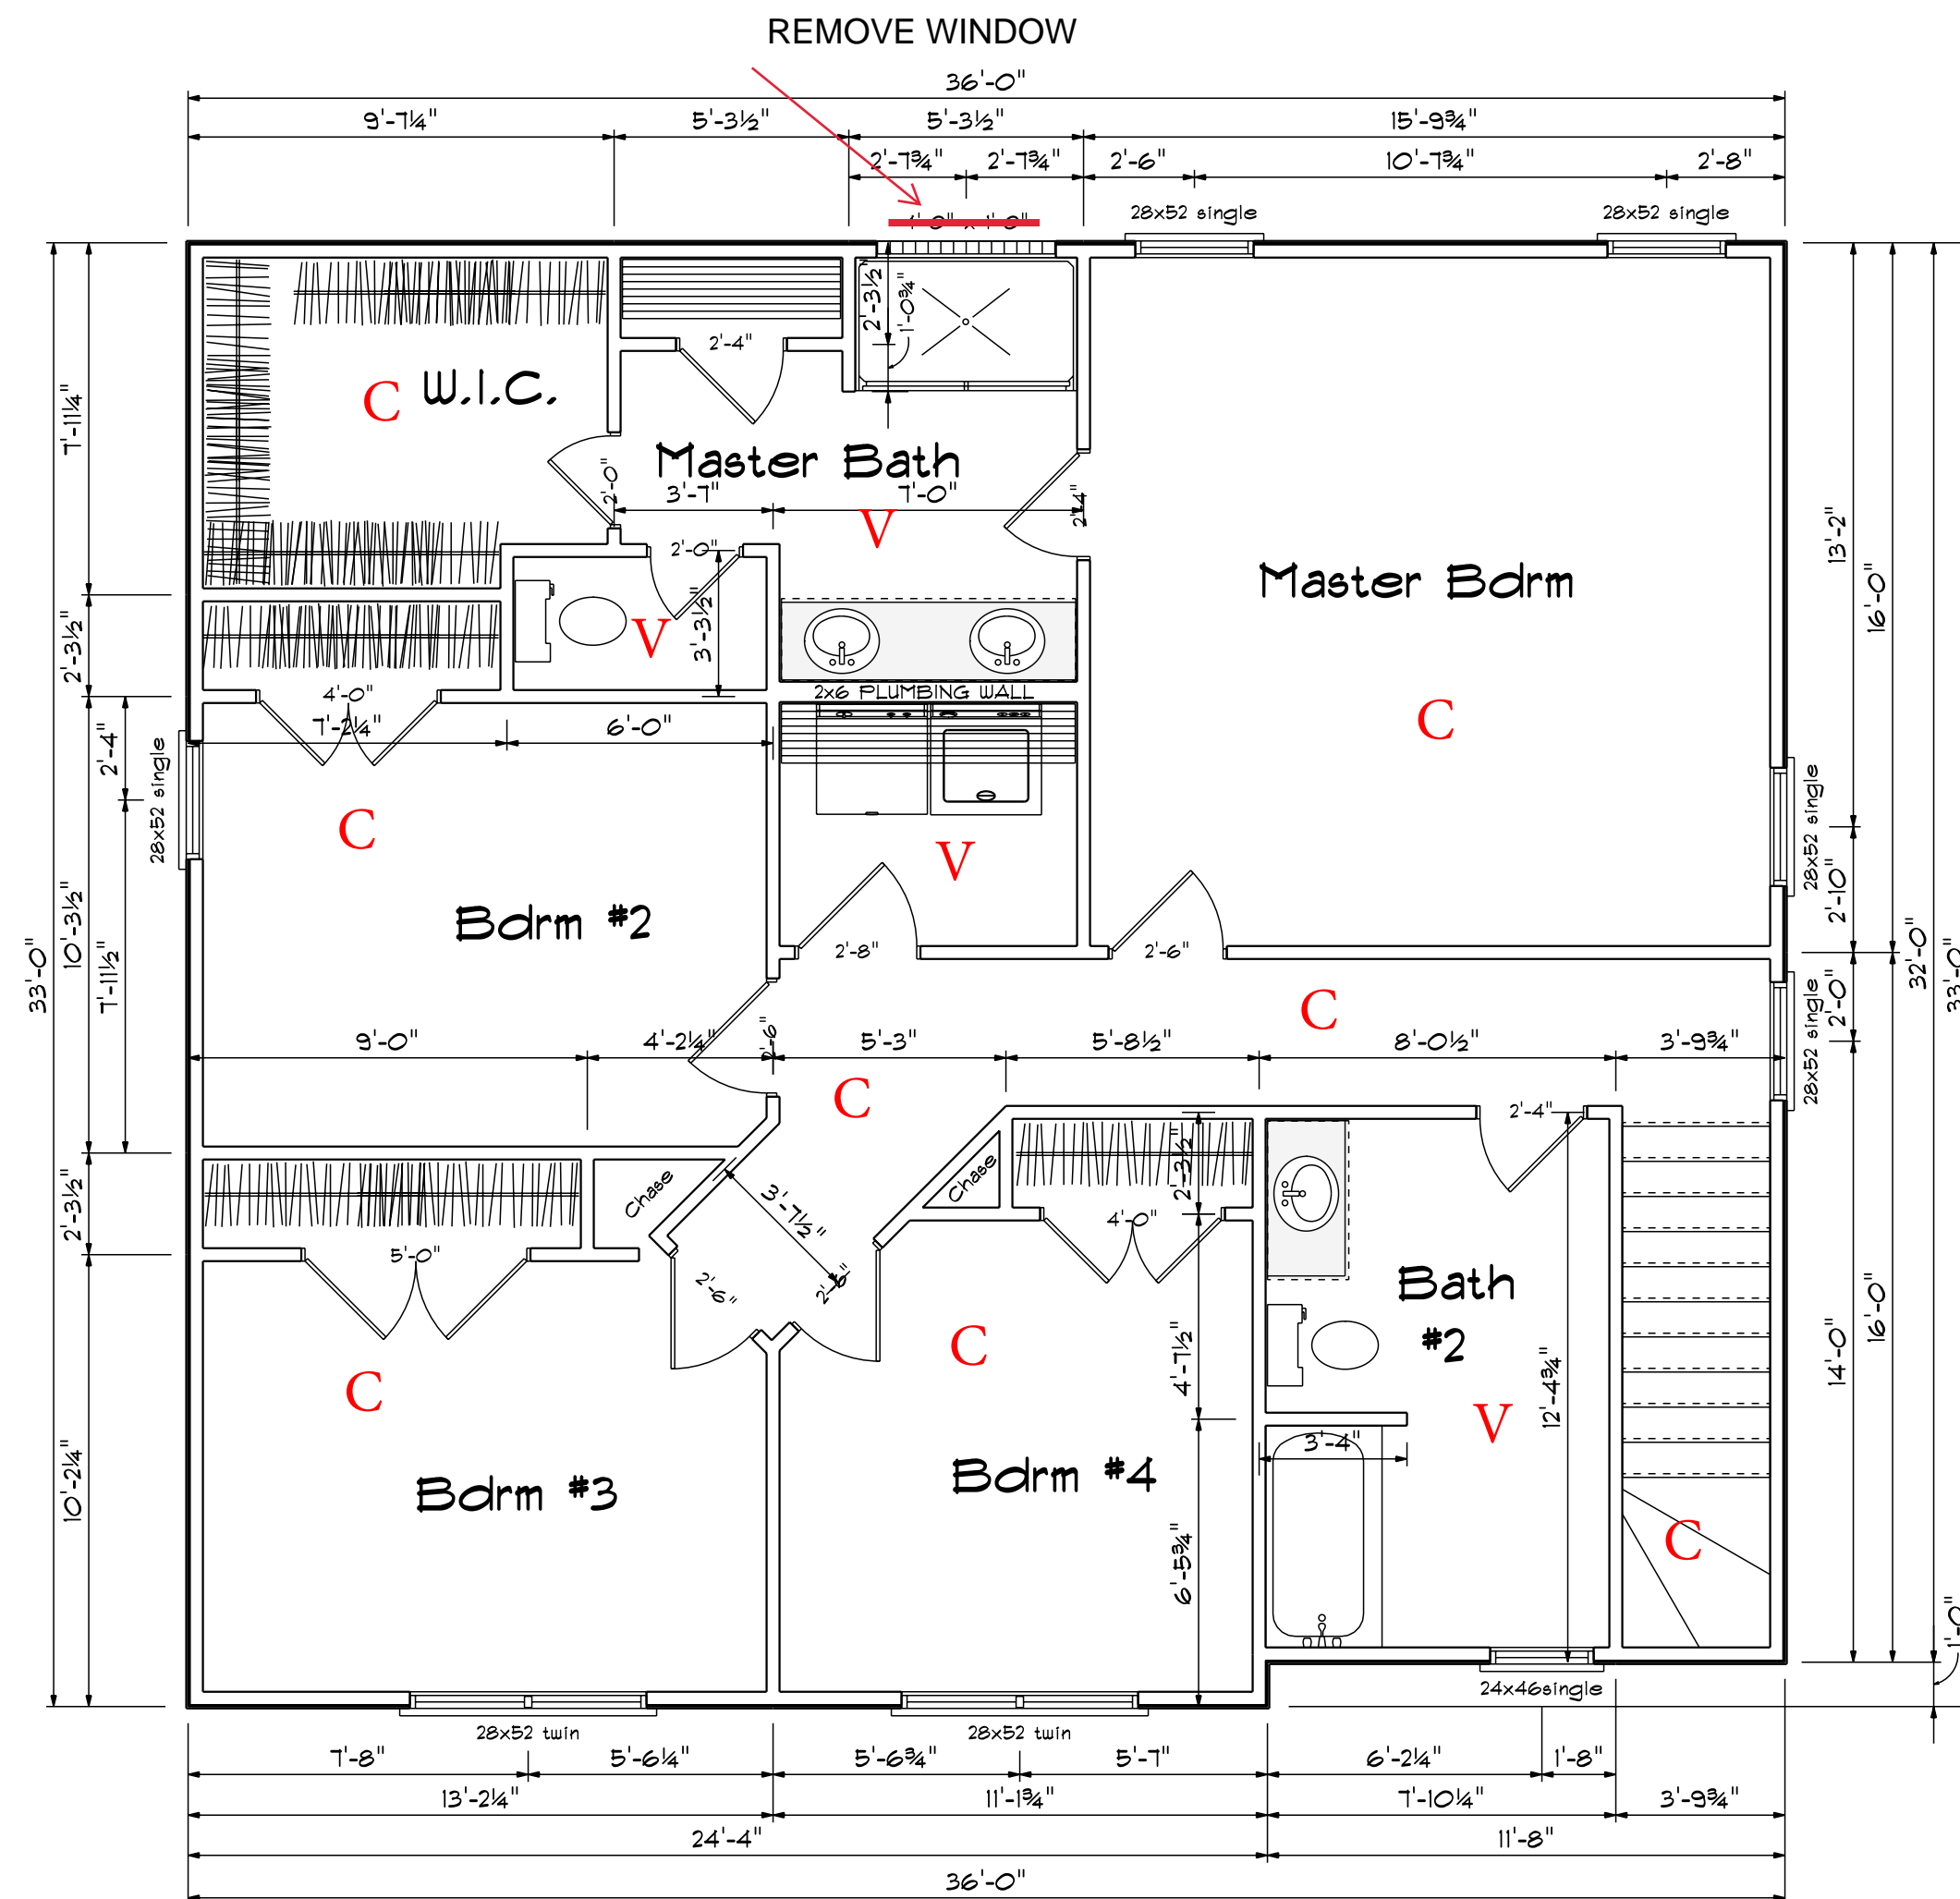 REMOVE WINDOW
36'-0"
9'-7¼"
5'-3½"
5'-3½"
15'-9¾"
2'-7¾"
2'-7¾"
2'-6"
10'-7¾"
2'-8"
28x52 single
28x52 single
2'-3½"
1'-0¾"
2'-4"
C
W.I.C.
7'-11¼"
Master Bath
2'-0"
3'-7"
7'-0"
2'-4"
V
13'-2"
2'-0"
Master Bdrm
16'-0"
3'-3½"
V
2'-3½"
4'-0"
2x6 PLUMBING WALL
7'-2¼"
6'-0"
C
2'-4"
28x52 single
C
28x52 single
V
2'-10"
Bdrm #2
10'-3½"
7'-11½"
33'-0"
2'-8"
2'-6"
32'-0"
33'-0"
C
2'-0"
28x52 single
9'-0"
4'-2¼"
2'-6"
5'-3"
5'-8½"
8'-0½"
3'-9¾"
C
2'-4"
2'-3½"
Chase
Chase
2'-3½"
3'-7½"
4'-0"
5'-0"
2'-6"
2'-6"
Bath
#2
C
4'-7½"
12'-4¾"
14'-0"
16'-0"
C
V
3'-4"
Bdrm #4
Bdrm #3
10'-2¼"
6'-5¾"
C
1'-0"
24x46single
28x52 twin
28x52 twin
7'-8"
5'-6¼"
5'-6¾"
5'-7"
6'-2¼"
1'-8"
13'-2¼"
11'-1¾"
7'-10¼"
3'-9¾"
24'-4"
11'-8"
36'-0"